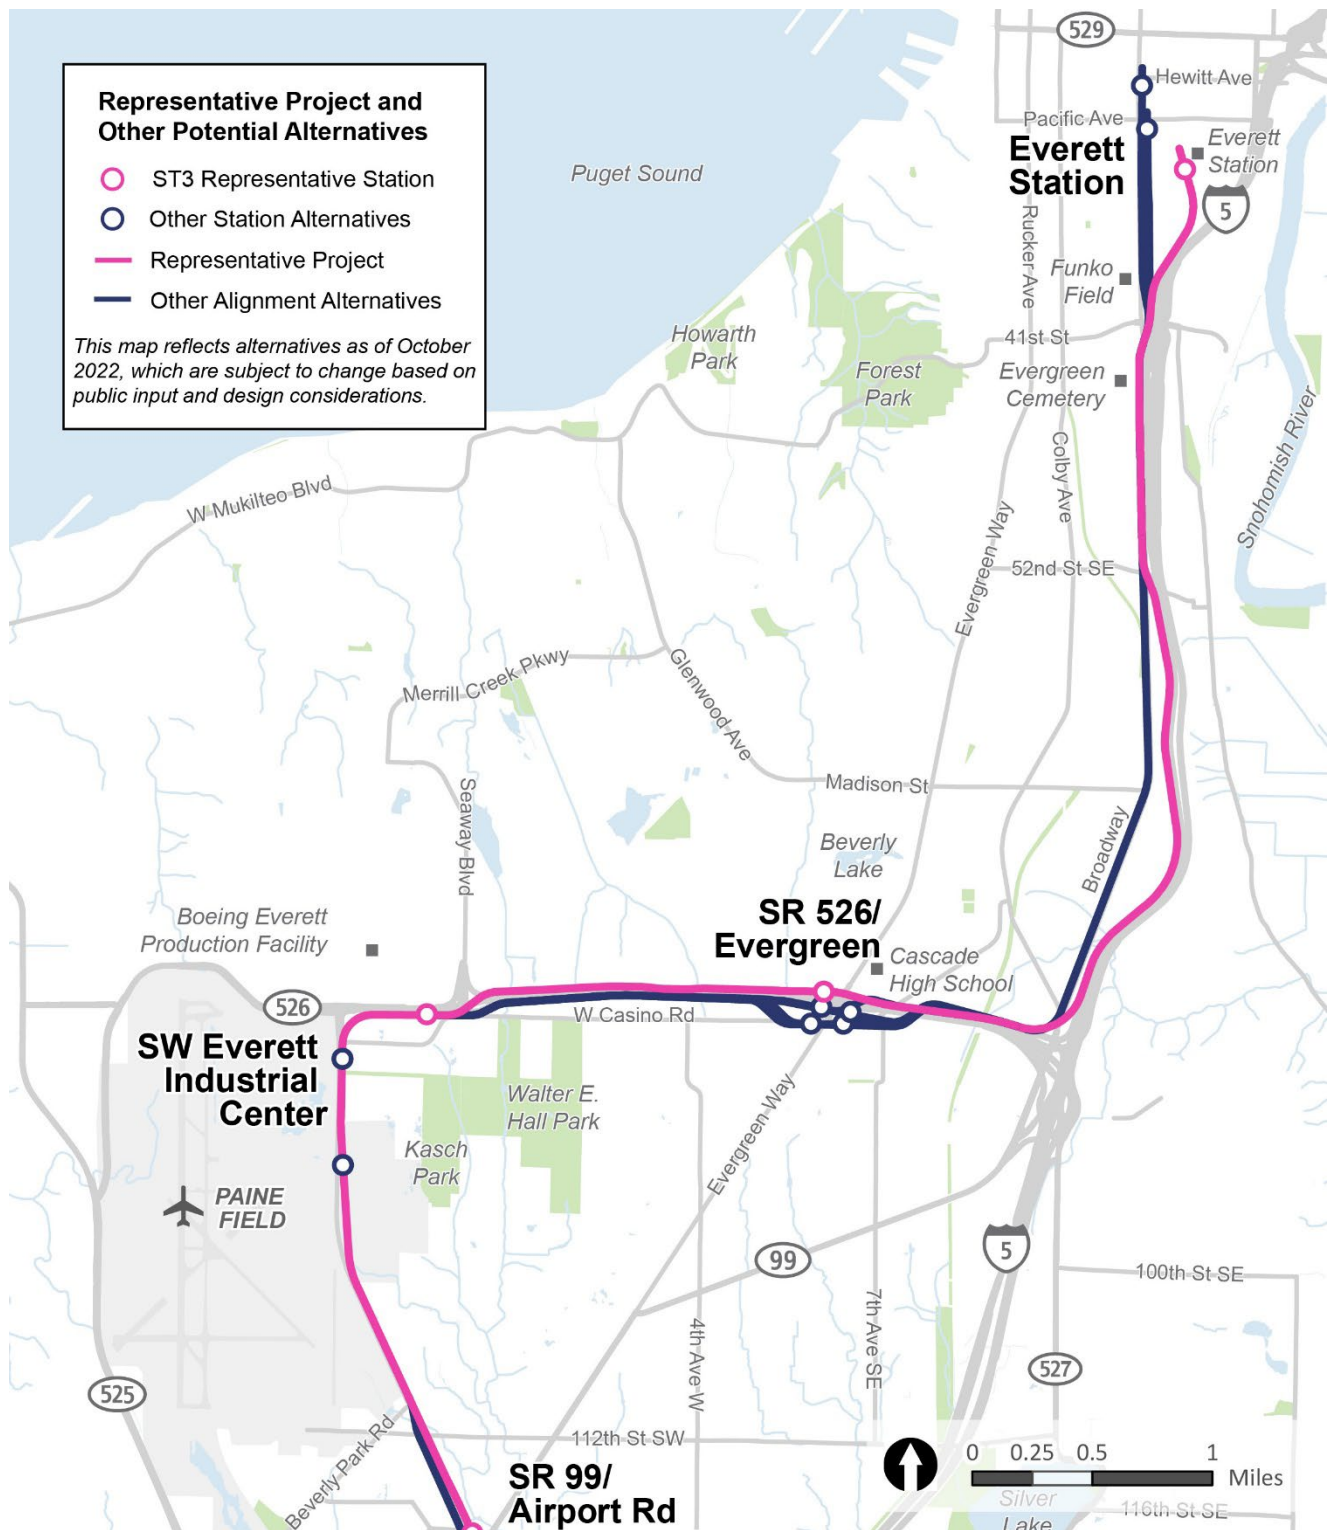 Representative Project and
Other Potential Alternatives
ST3 Representative Station
Other Station Alternatives
Representative Project
Other Alignment Alternatives
This map reflects alternatives as of October
2022, which are subject to change based on
public input and design considerations.
529
Hewitt Ave
Pacific Ave
Everett
Station
Everett
Station
5
Puget Sound
Rucker Ave
Funko
Field
Howarth
Park
41st St
Forest
Park
Evergreen
Cemetery
Snohomish River
Colby Ave
W Mukilteo Blvd
Evergreen Way
52nd St SE
Merrill Creek Pkwy
Glenwood Ave
Madison St
Seaway Blvd
Broadway
Beverly
Lake
SR 526/
Evergreen
Boeing Everett
Production Facility
Cascade
High School
526
W Casino Rd
SW Everett
Industrial
Center
Walter E.
Hall Park
Kasch
Park
Evergreen Way
PAINE
FIELD
5
99
100th St SE
7th Ave SE
4th Ave W
527
525
Beverly Park Rd
112th St SW
0 0.25 0.5 1
Miles
SR 99/
Airport Rd
Silver
Lake
116th St SE